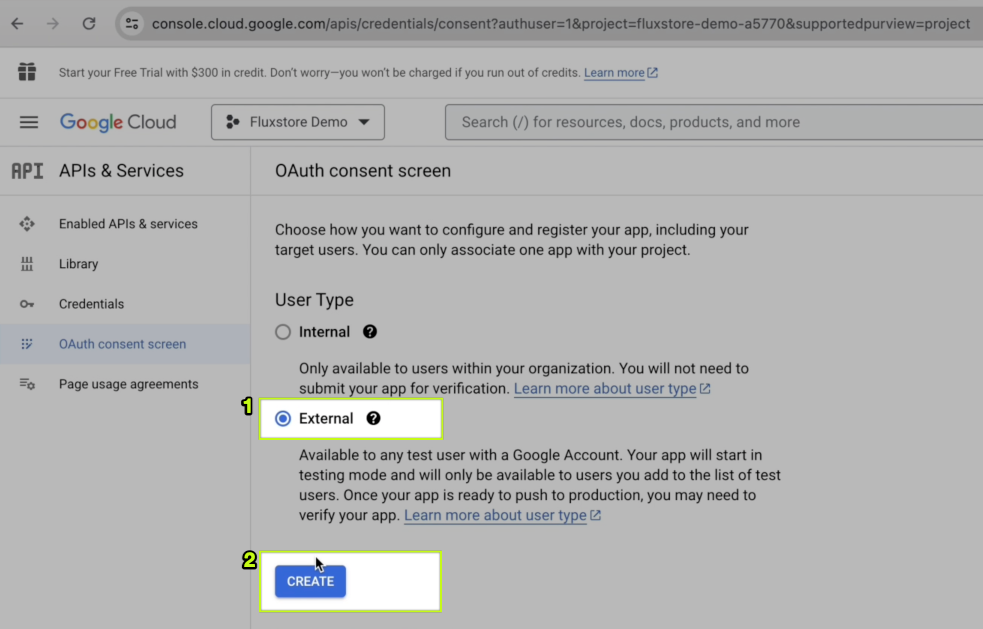 console.cloud.google.com/apis/credentials/consent?authuser=1&project=fluxstore-demo-a5770&supportedpurview=project
Start your Free Trial with $300 in credit. Don't worry—you won't be charged if you run out of credits. Learn more
Google Cloud
Fluxstore Demo
Search (/) for resources, docs, products, and more
API APIs & Services
OAuth consent screen
Enabled APIs & services
Library
Credentials
OAuth consent screen
Page usage agreements
Choose how you want to configure and register your app, including your
target users. You can only associate one app with your project.
User Type
Internal ?
Only available to users within your organization. You will not need to
submit your app for verification. Learn more about user type
1
External ?
Available to any test user with a Google Account. Your app will start in
testing mode and will only be available to users you add to the list of test
users. Once your app is ready to push to production, you may need to
verify your app. Learn more about user type
2
CREATE